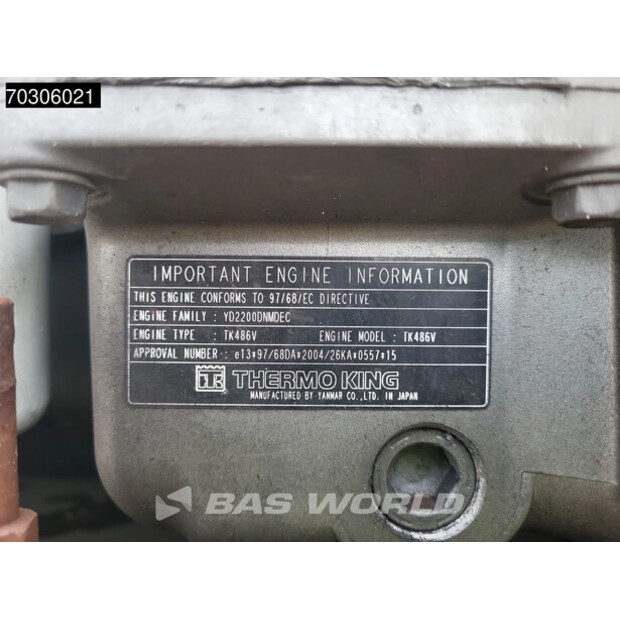 70306021
IMPORTANT ENGINE INFORMATION
THIS ENGINE CONFORMS TO 97/68/EC DIRECTIVE
ENGINE FAMILY : YD2200DNMDEC
ENGINE TYPE : TK486V ENGINE MODEL : TK486V
APPROVAL NUMBER : e13*97/68DA*2004/26KA*0557*15
THERMO KING
MANUFACTURED BY YANMAR CO.,LTD. IN JAPAN
BAS WORLD